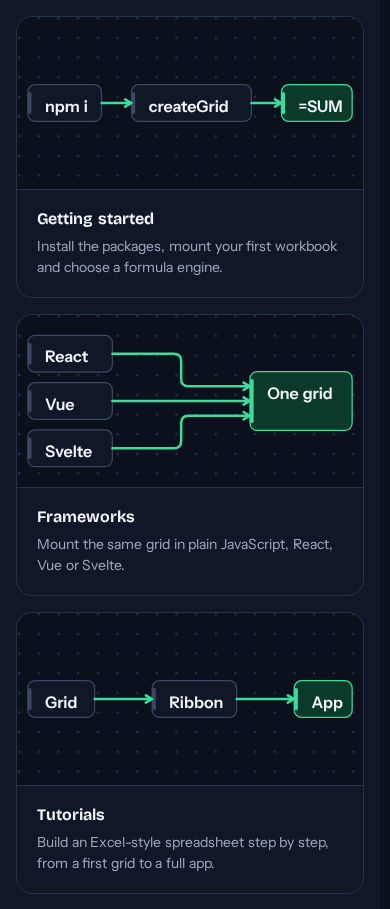 npm i
createGrid
=SUM
Getting started
Install the packages, mount your first workbook
and choose a formula engine.
React
Vue
Svelte
One grid
Frameworks
Mount the same grid in plain JavaScript, React,
Vue or Svelte.
Grid
Ribbon
App
Tutorials
Build an Excel-style spreadsheet step by step,
from a first grid to a full app.